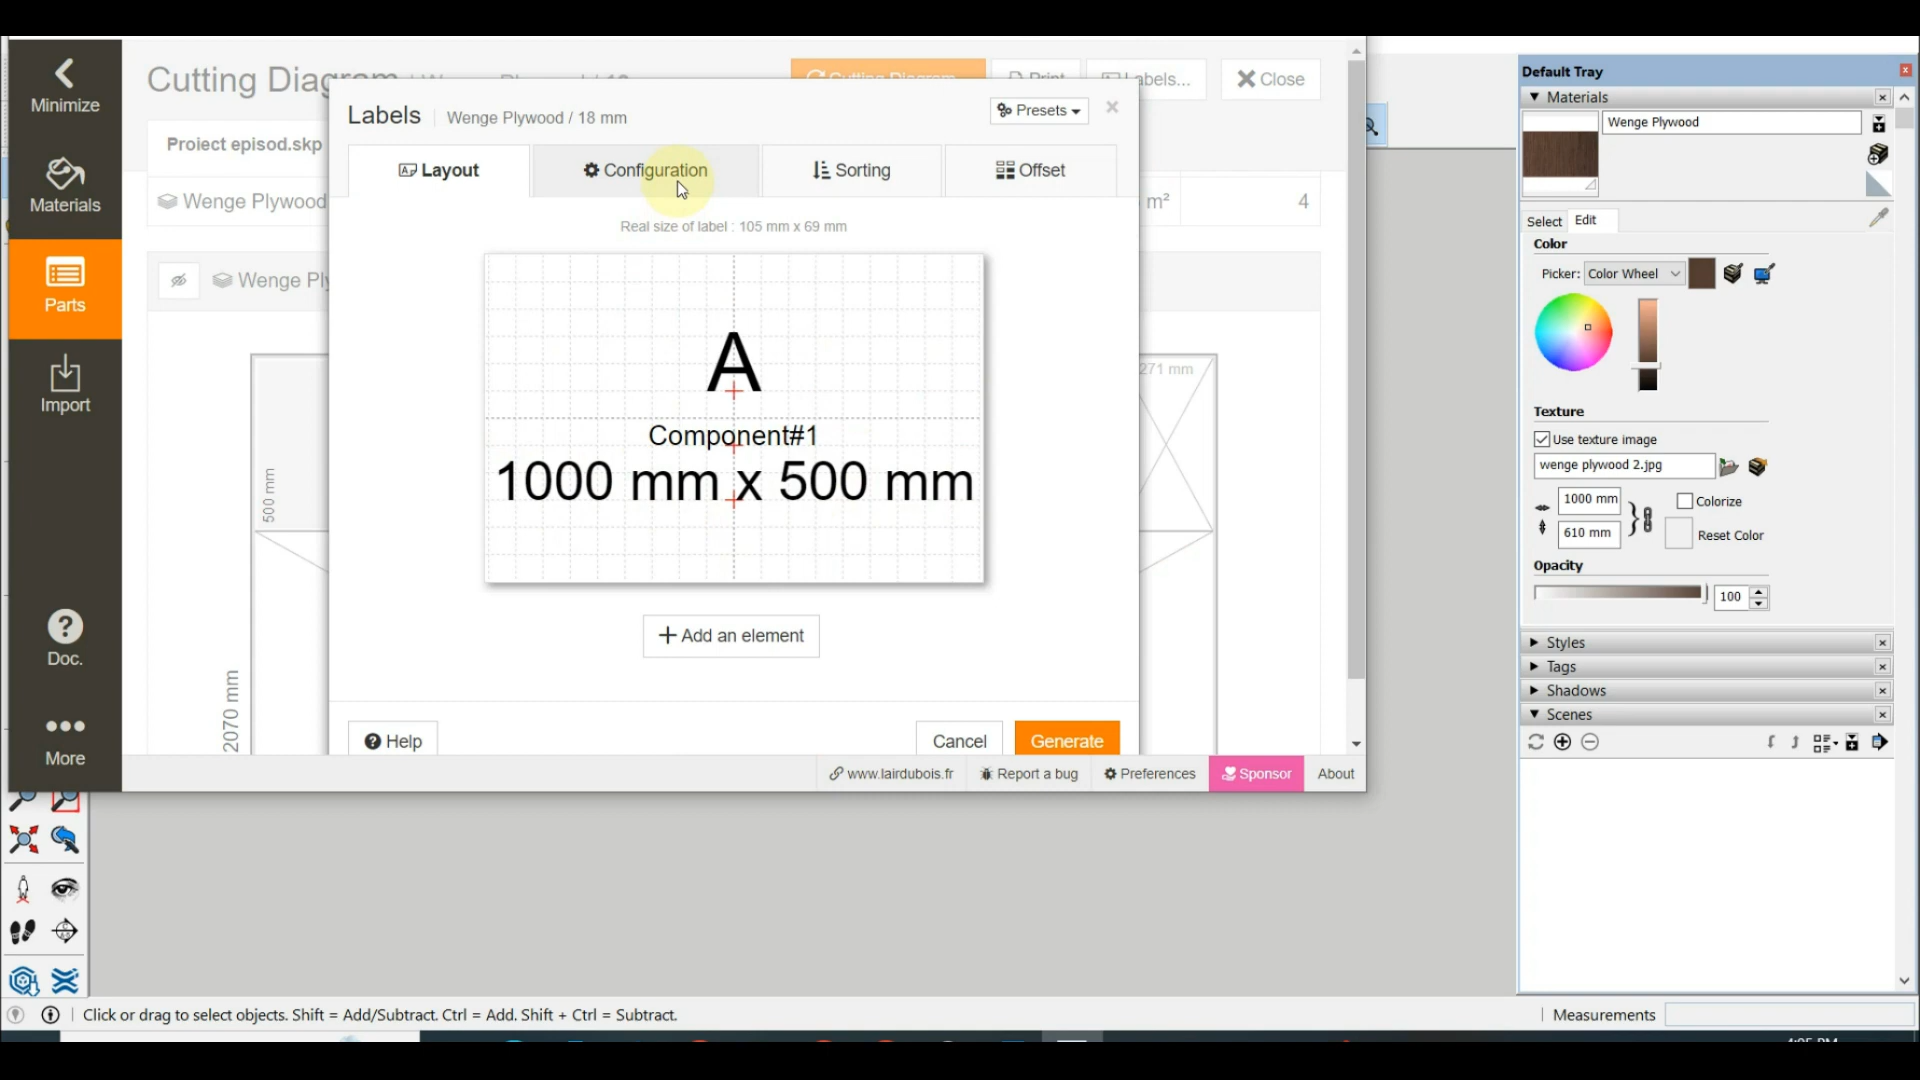 Minimize
Materials
Parts
Import
Doc.
More
Cutting Diagram
Close
Project episod.skp
Wenge Plywood
m²
4
Labels
Wenge Plywood / 18 mm
Presets
Layout
Configuration
Sorting
Offset
Real size of label : 105 mm x 69 mm
A
Component#1
1000 mm x 500 mm
Add an element
Help
Cancel
Generate
500 mm
2070 mm
271 mm
www.lairdubois.fr
Report a bug
Preferences
Sponsor
About
Default Tray
Materials
Wenge Plywood
Select
Edit
Color
Picker: Color Wheel
Texture
Use texture image
wenge plywood 2.jpg
1000 mm
610 mm
Colorize
Reset Color
Opacity
100
Styles
Tags
Shadows
Scenes
Click or drag to select objects. Shift = Add/Subtract. Ctrl = Add. Shift + Ctrl = Subtract.
Measurements